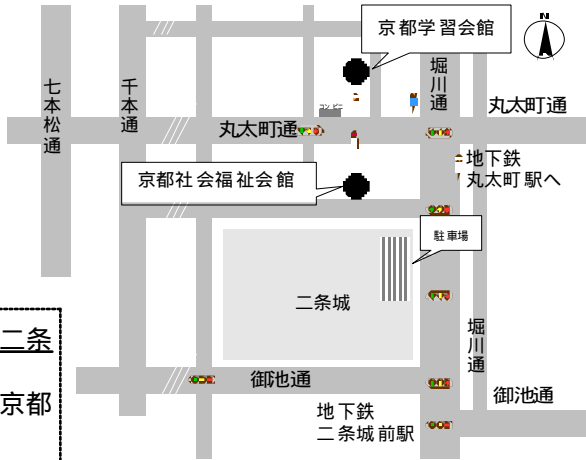 N
京都学習会館
七本松通
千本通
堀川通
コンビニ
丸太町通
丸太町通
地下鉄
丸太町駅へ
京都社会福祉会館
駐車場
二条城
堀川通
二条
京都
御池通
御池通
地下鉄
二条城前駅